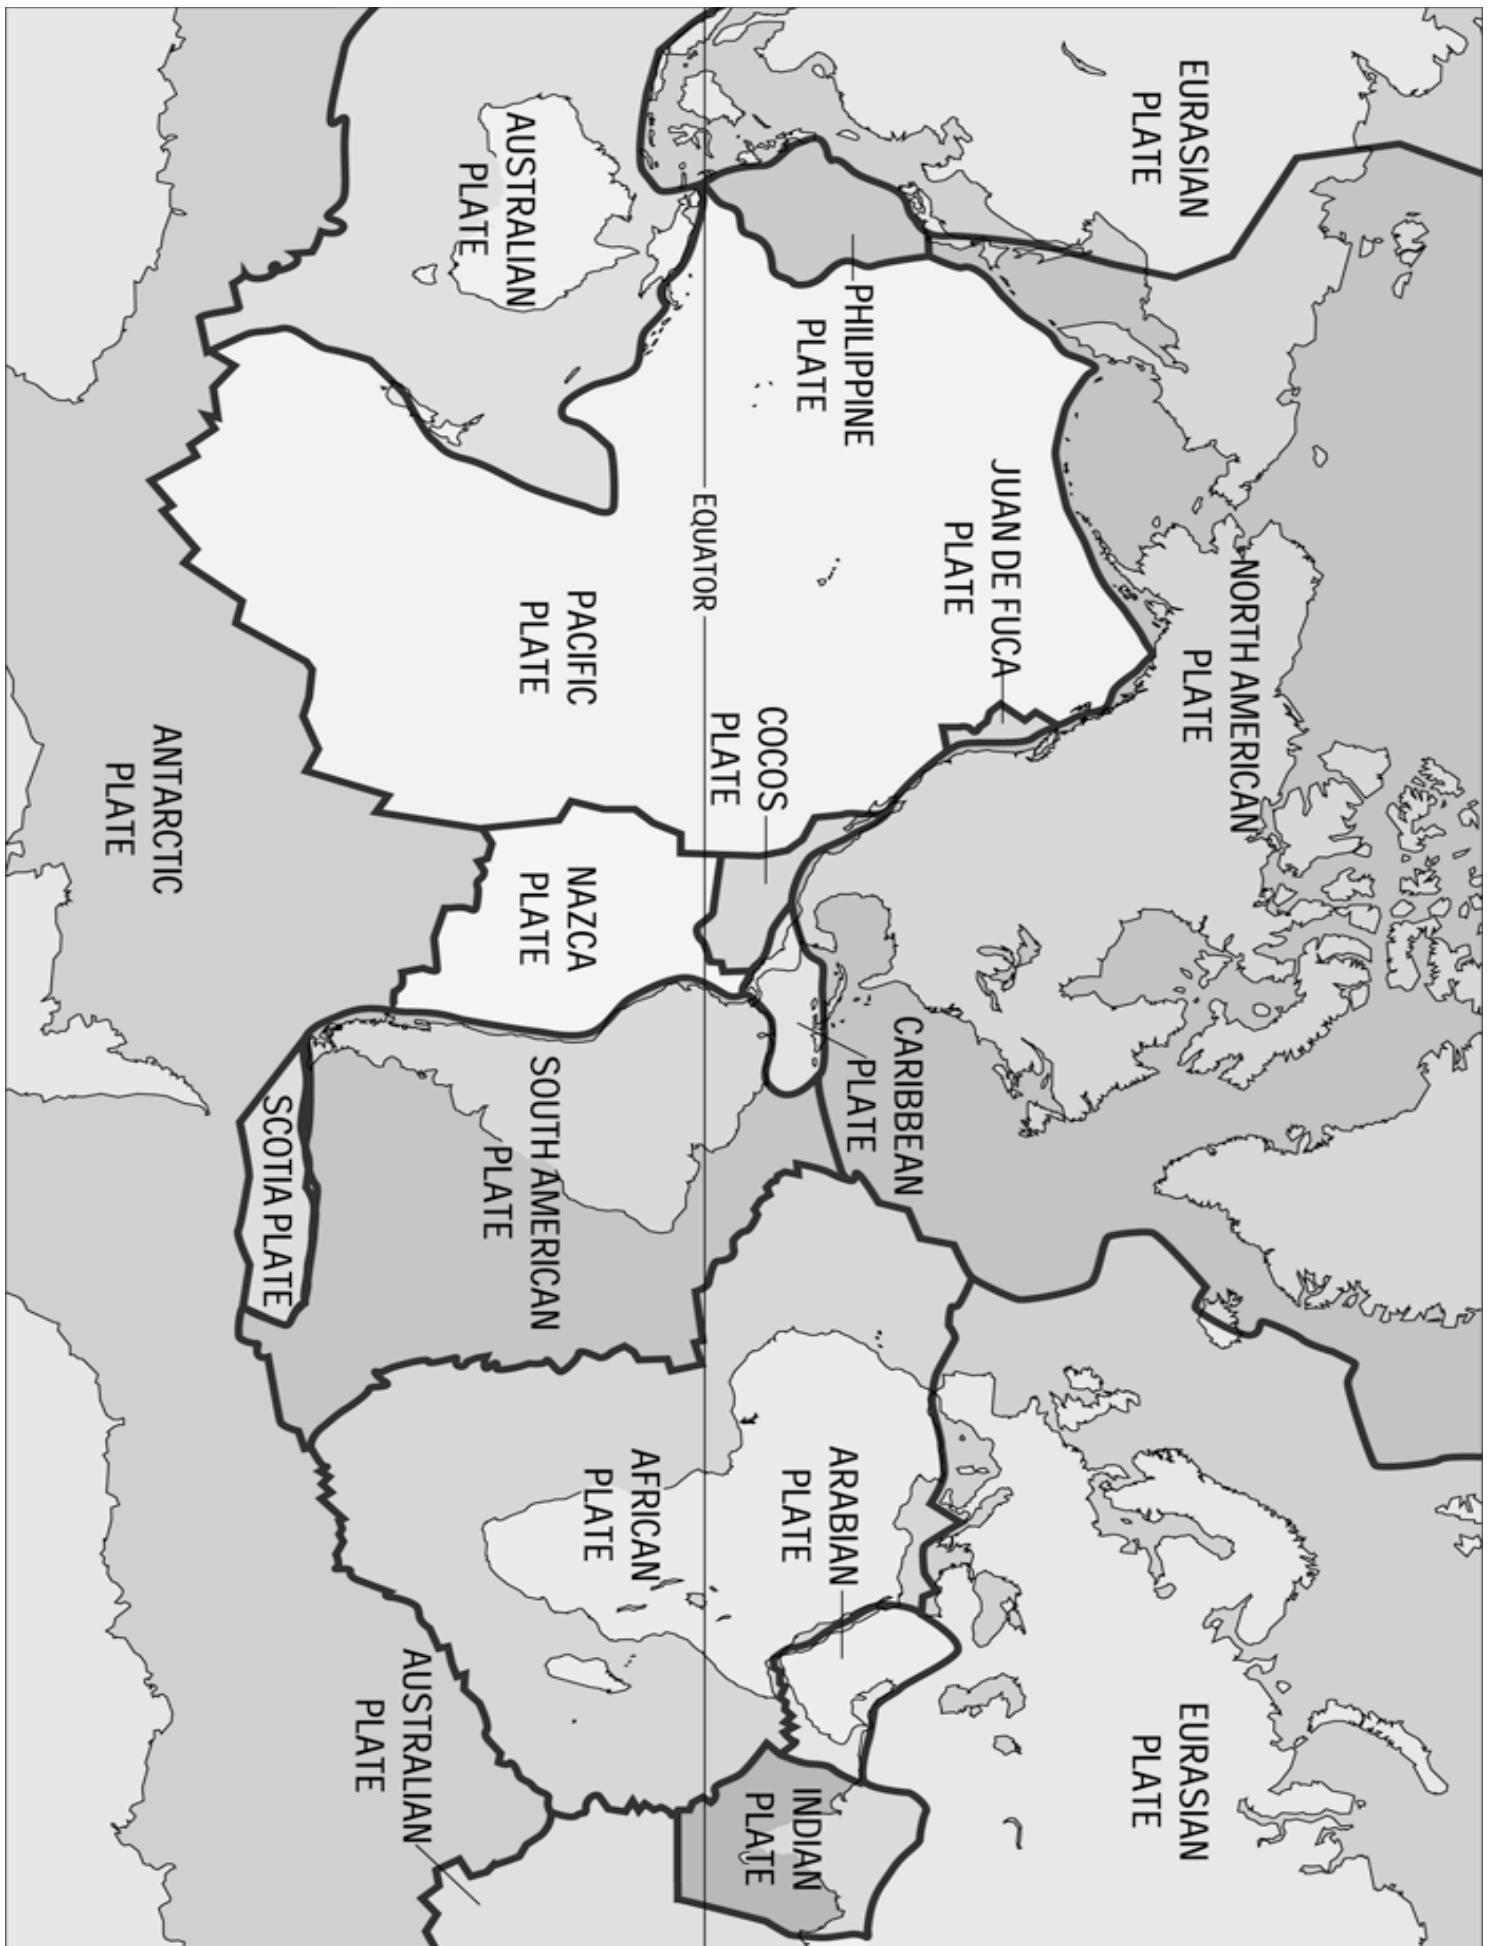 EURASIAN
PLATE
NORTH AMERICAN
PLATE
EURASIAN
PLATE
JUAN DE FUCA
PLATE
PHILIPPINE
PLATE
CARIBBEAN
PLATE
ARABIAN
PLATE
COCOS
PLATE
INDIAN
PLATE
EQUATOR
AFRICAN
PLATE
PACIFIC
PLATE
NAZCA
PLATE
SOUTH AMERICAN
PLATE
AUSTRALIAN
PLATE
AUSTRALIAN
PLATE
SCOTIA PLATE
ANTARCTIC
PLATE